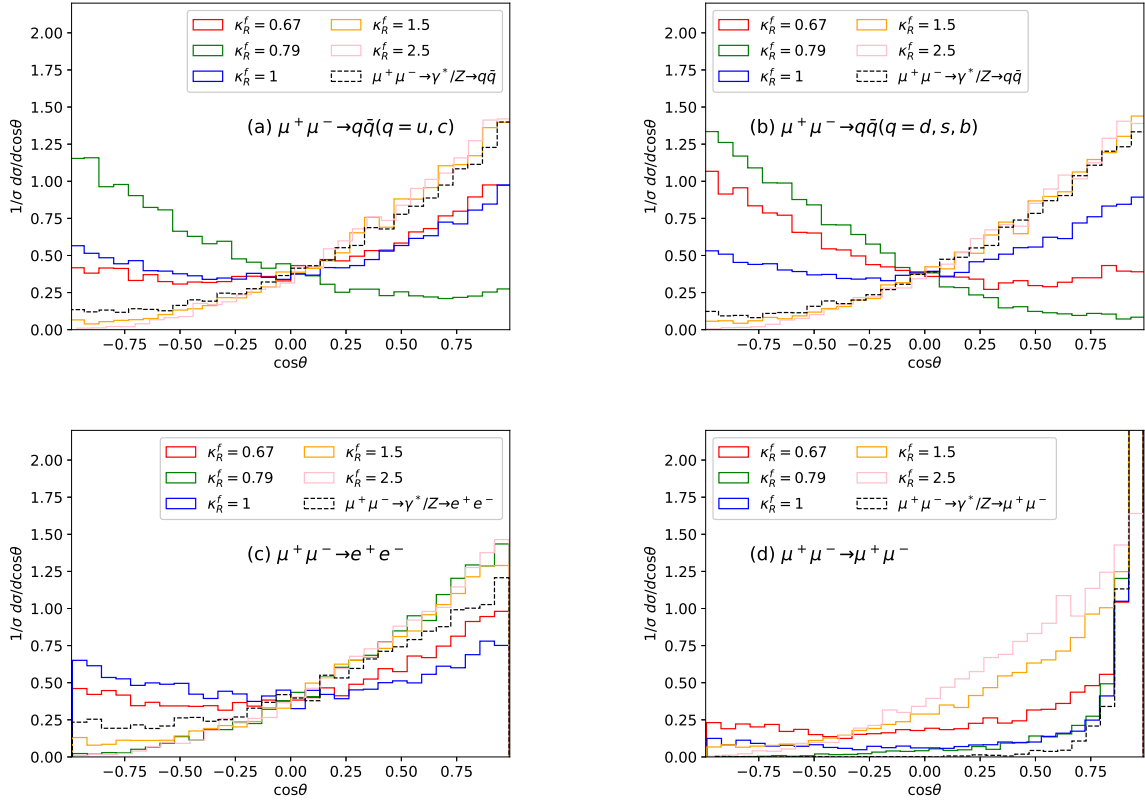 2.00
1.75
1.50
1.25
1.00
0.75
0.50
0.25
0.00
1/σ dσ/dcosθ
κ_R^f = 0.67
κ_R^f = 0.79
κ_R^f = 1
κ_R^f = 1.5
κ_R^f = 2.5
μ⁺μ⁻→γ*/Z→qq̄
(a) μ⁺μ⁻→qq̄(q = u, c)
−0.75 −0.50 −0.25 0.00 0.25 0.50 0.75
cosθ
2.00
1.75
1.50
1.25
1.00
0.75
0.50
0.25
0.00
1/σ dσ/dcosθ
κ_R^f = 0.67
κ_R^f = 0.79
κ_R^f = 1
κ_R^f = 1.5
κ_R^f = 2.5
μ⁺μ⁻→γ*/Z→qq̄
(b) μ⁺μ⁻→qq̄(q = d, s, b)
−0.75 −0.50 −0.25 0.00 0.25 0.50 0.75
cosθ
2.00
1.75
1.50
1.25
1.00
0.75
0.50
0.25
0.00
1/σ dσ/dcosθ
κ_R^f = 0.67
κ_R^f = 0.79
κ_R^f = 1
κ_R^f = 1.5
κ_R^f = 2.5
μ⁺μ⁻→γ*/Z→e⁺e⁻
(c) μ⁺μ⁻→e⁺e⁻
−0.75 −0.50 −0.25 0.00 0.25 0.50 0.75
cosθ
2.00
1.75
1.50
1.25
1.00
0.75
0.50
0.25
0.00
1/σ dσ/dcosθ
κ_R^f = 0.67
κ_R^f = 0.79
κ_R^f = 1
κ_R^f = 1.5
κ_R^f = 2.5
μ⁺μ⁻→γ*/Z→μ⁺μ⁻
(d) μ⁺μ⁻→μ⁺μ⁻
−0.75 −0.50 −0.25 0.00 0.25 0.50 0.75
cosθ